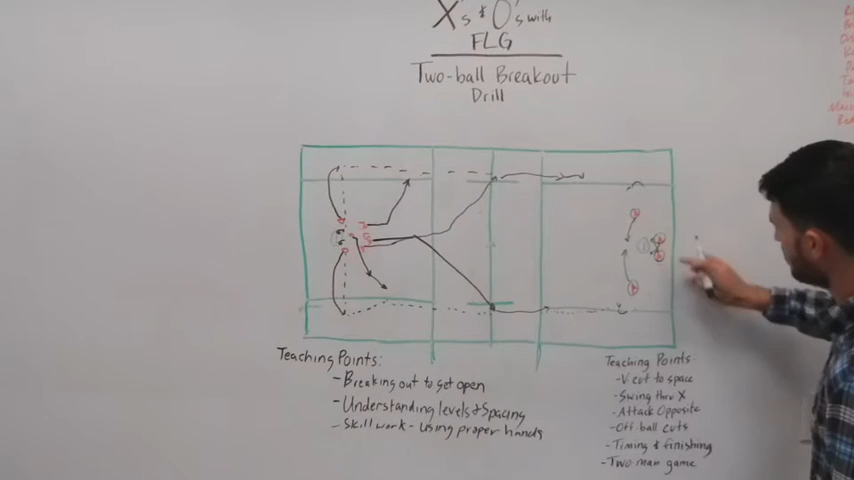 X's & O's with
FLG
Two-ball Breakout
Drill
Teaching Points:
- Breaking out to get open
- Understanding levels & Spacing
- Skill work - using proper hands
Teaching Points:
- V cut to space
- Swing thru X
- Attack Opposite
- Off ball cuts
- Timing & finishing
- Two man game